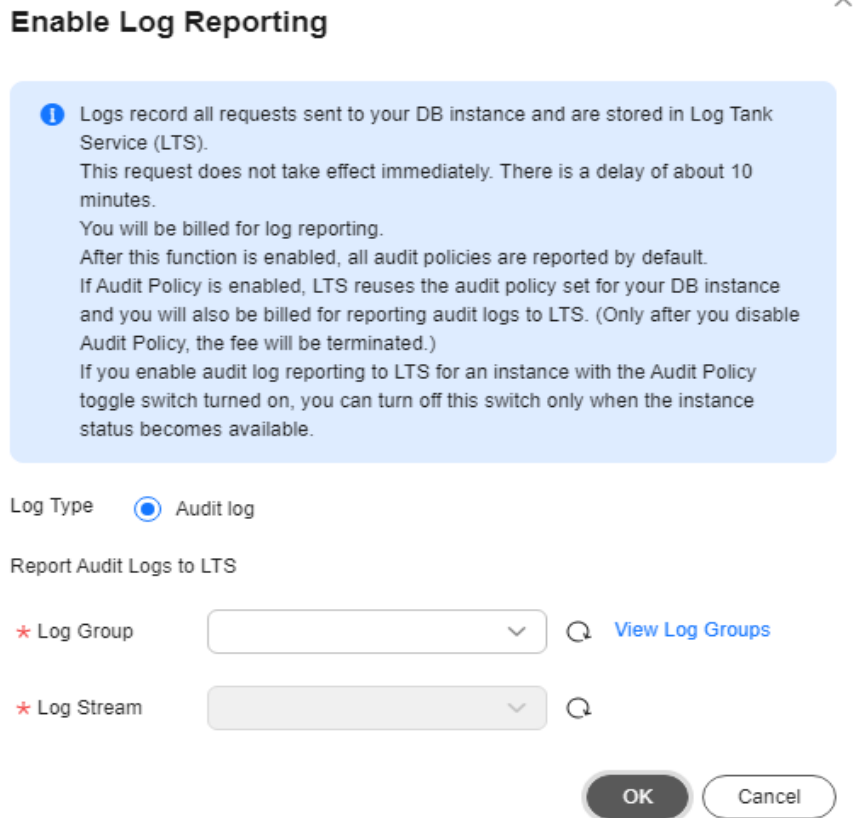 Enable Log Reporting
Logs record all requests sent to your DB instance and are stored in Log Tank
Service (LTS).
This request does not take effect immediately. There is a delay of about 10
minutes.
You will be billed for log reporting.
After this function is enabled, all audit policies are reported by default.
If Audit Policy is enabled, LTS reuses the audit policy set for your DB instance
and you will also be billed for reporting audit logs to LTS. (Only after you disable
Audit Policy, the fee will be terminated.)
If you enable audit log reporting to LTS for an instance with the Audit Policy
toggle switch turned on, you can turn off this switch only when the instance
status becomes available.
Log Type Audit log
Report Audit Logs to LTS
* Log Group View Log Groups
* Log Stream
OK Cancel